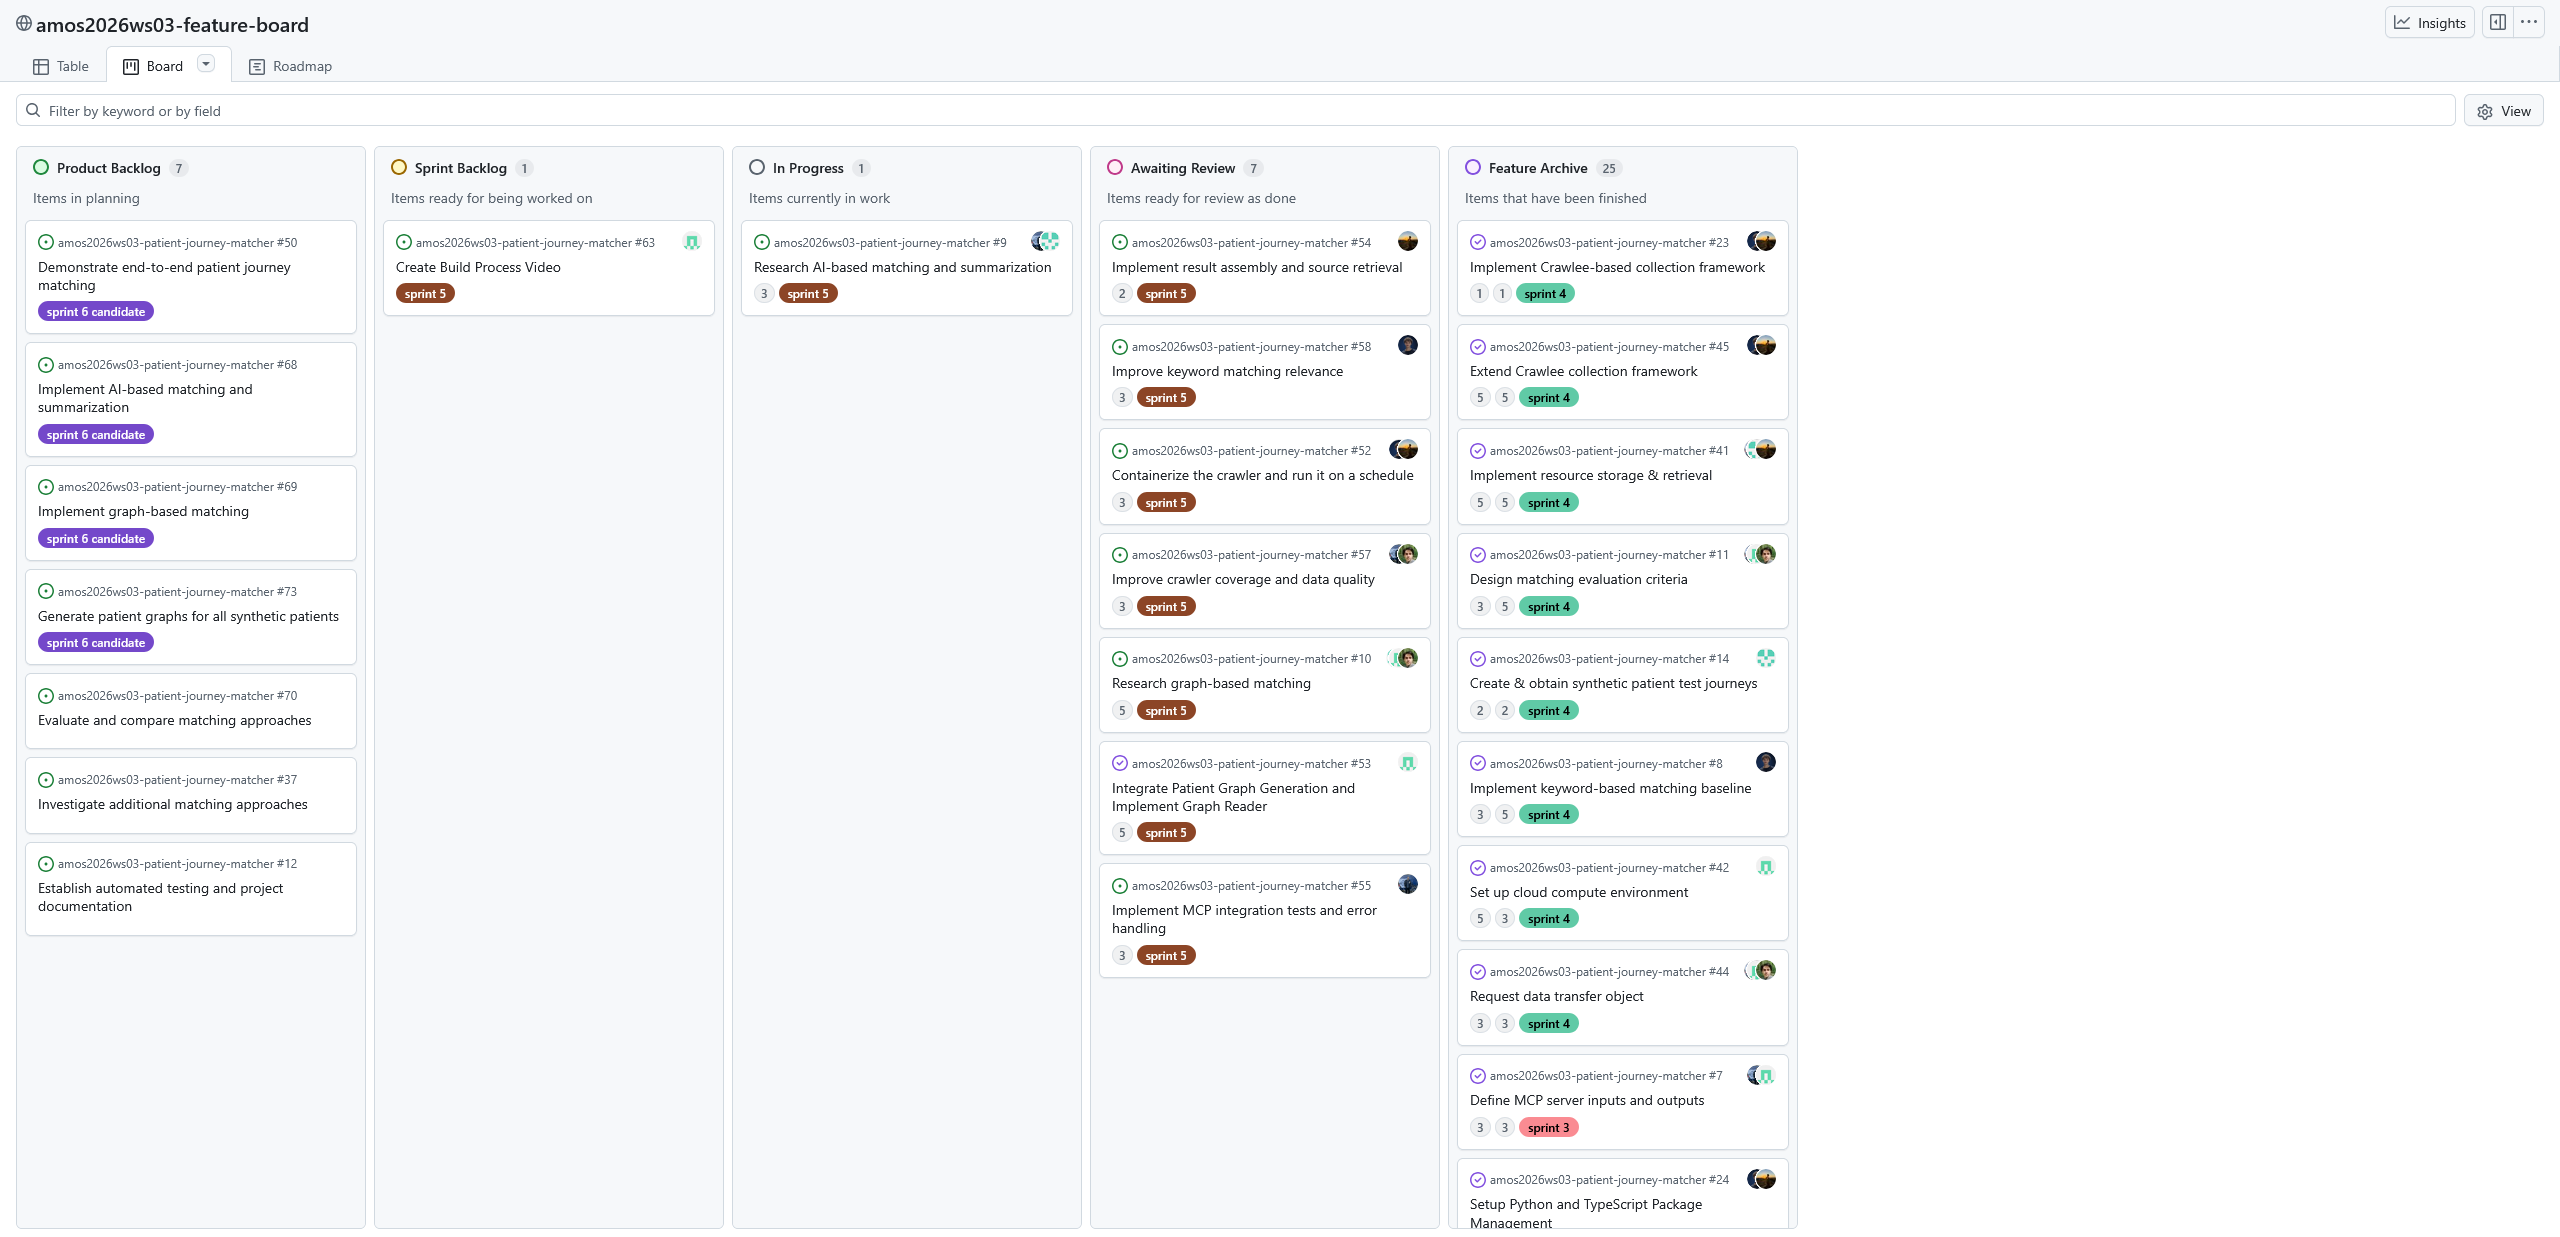 amos2026ws03-feature-board
Insights
Table
Board
Roadmap
Filter by keyword or by field
View
Product Backlog 7
Items in planning
amos2026ws03-patient-journey-matcher #50
Demonstrate end-to-end patient journey
matching
sprint 6 candidate
amos2026ws03-patient-journey-matcher #68
Implement AI-based matching and
summarization
sprint 6 candidate
amos2026ws03-patient-journey-matcher #69
Implement graph-based matching
sprint 6 candidate
amos2026ws03-patient-journey-matcher #73
Generate patient graphs for all synthetic patients
sprint 6 candidate
amos2026ws03-patient-journey-matcher #70
Evaluate and compare matching approaches
amos2026ws03-patient-journey-matcher #37
Investigate additional matching approaches
amos2026ws03-patient-journey-matcher #12
Establish automated testing and project
documentation
Sprint Backlog 1
Items ready for being worked on
amos2026ws03-patient-journey-matcher #63
Create Build Process Video
sprint 5
In Progress 1
Items currently in work
amos2026ws03-patient-journey-matcher #9
Research AI-based matching and summarization
3 sprint 5
Awaiting Review 7
Items ready for review as done
amos2026ws03-patient-journey-matcher #54
Implement result assembly and source retrieval
2 sprint 5
amos2026ws03-patient-journey-matcher #58
Improve keyword matching relevance
3 sprint 5
amos2026ws03-patient-journey-matcher #52
Containerize the crawler and run it on a schedule
3 sprint 5
amos2026ws03-patient-journey-matcher #57
Improve crawler coverage and data quality
3 sprint 5
amos2026ws03-patient-journey-matcher #10
Research graph-based matching
5 sprint 5
amos2026ws03-patient-journey-matcher #53
Integrate Patient Graph Generation and
Implement Graph Reader
5 sprint 5
amos2026ws03-patient-journey-matcher #55
Implement MCP integration tests and error
handling
3 sprint 5
Feature Archive 25
Items that have been finished
amos2026ws03-patient-journey-matcher #23
Implement Crawlee-based collection framework
1 1 sprint 4
amos2026ws03-patient-journey-matcher #45
Extend Crawlee collection framework
5 5 sprint 4
amos2026ws03-patient-journey-matcher #41
Implement resource storage & retrieval
5 5 sprint 4
amos2026ws03-patient-journey-matcher #11
Design matching evaluation criteria
3 5 sprint 4
amos2026ws03-patient-journey-matcher #14
Create & obtain synthetic patient test journeys
2 2 sprint 4
amos2026ws03-patient-journey-matcher #8
Implement keyword-based matching baseline
3 5 sprint 4
amos2026ws03-patient-journey-matcher #42
Set up cloud compute environment
5 3 sprint 4
amos2026ws03-patient-journey-matcher #44
Request data transfer object
3 3 sprint 4
amos2026ws03-patient-journey-matcher #7
Define MCP server inputs and outputs
3 3 sprint 3
amos2026ws03-patient-journey-matcher #24
Setup Python and TypeScript Package
Management